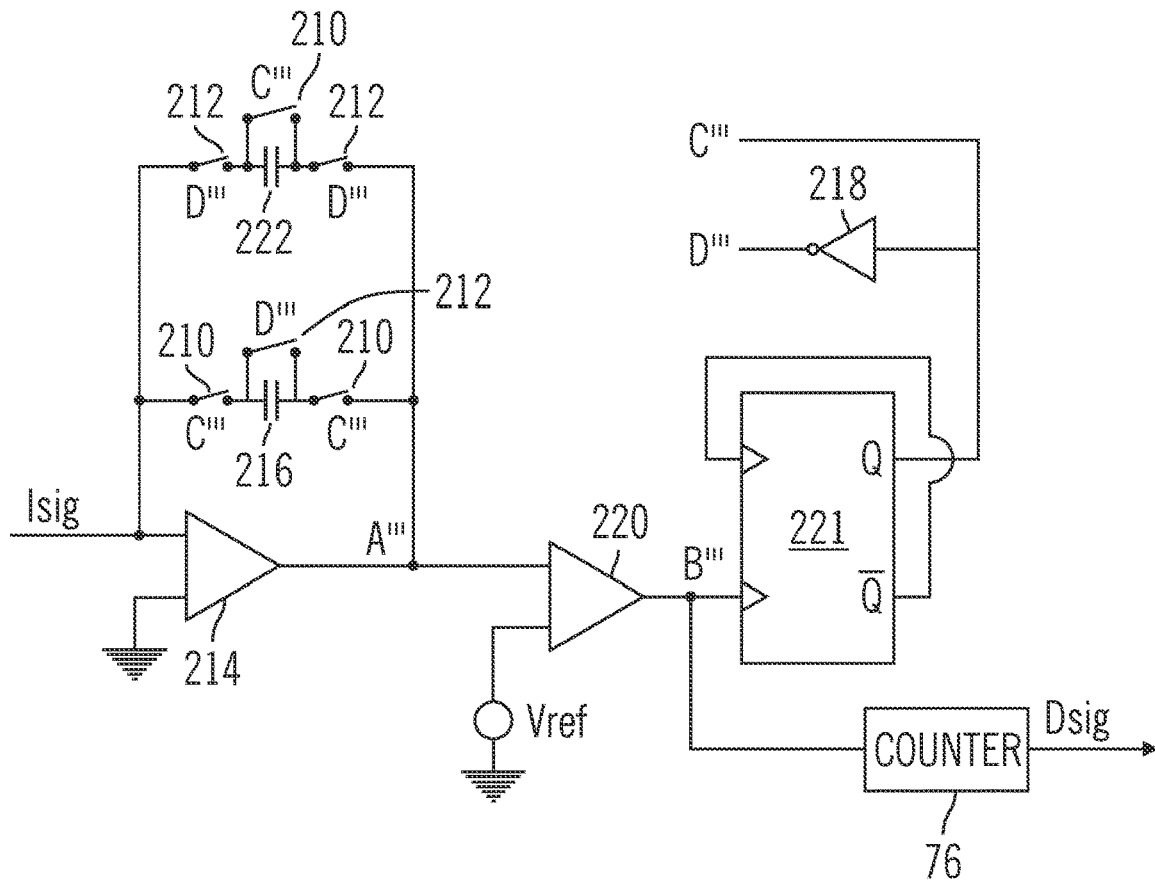 210
C'''
212
212
D'''
D'''
222
C'''
218
D'''
D'''
212
210
210
C'''
C'''
216
Isig
A'''
214
220
B'''
Vref
Q
221
Q̅
COUNTER
Dsig
76